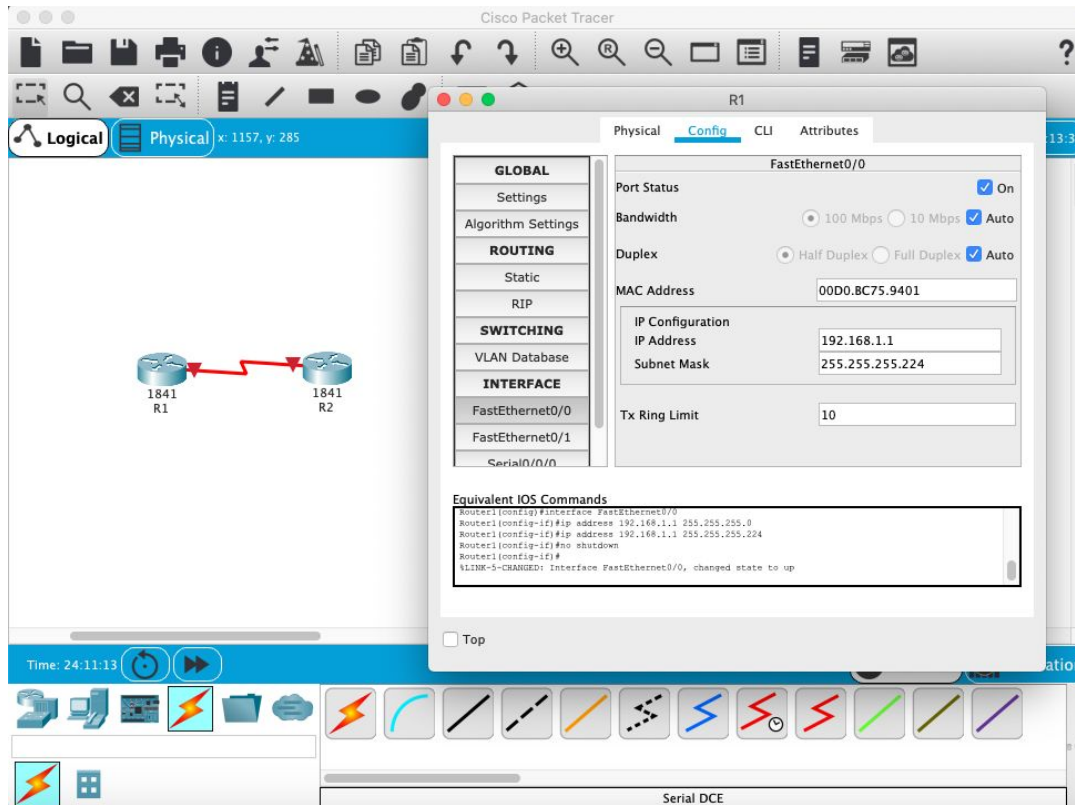 Cisco Packet Tracer
?
Logical
Physical
x: 1157, y: 285
:13:3
R1
Physical Config CLI Attributes
GLOBAL
Settings
Algorithm Settings
ROUTING
Static
RIP
SWITCHING
VLAN Database
INTERFACE
FastEthernet0/0
FastEthernet0/1
Serial0/0/0
FastEthernet0/0
Port Status On
Bandwidth 100 Mbps 10 Mbps Auto
Duplex Half Duplex Full Duplex Auto
MAC Address 00D0.BC75.9401
IP Configuration
IP Address 192.168.1.1
Subnet Mask 255.255.255.224
Tx Ring Limit 10
1841
R1
1841
R2
Equivalent IOS Commands
Router1(config)#interface FastEthernet0/0
Router1(config-if)#ip address 192.168.1.1 255.255.255.0
Router1(config-if)#ip address 192.168.1.1 255.255.255.224
Router1(config-if)#no shutdown
Router1(config-if)#
%LINK-5-CHANGED: Interface FastEthernet0/0, changed state to up
Top
Time: 24:11:13
Serial DCE